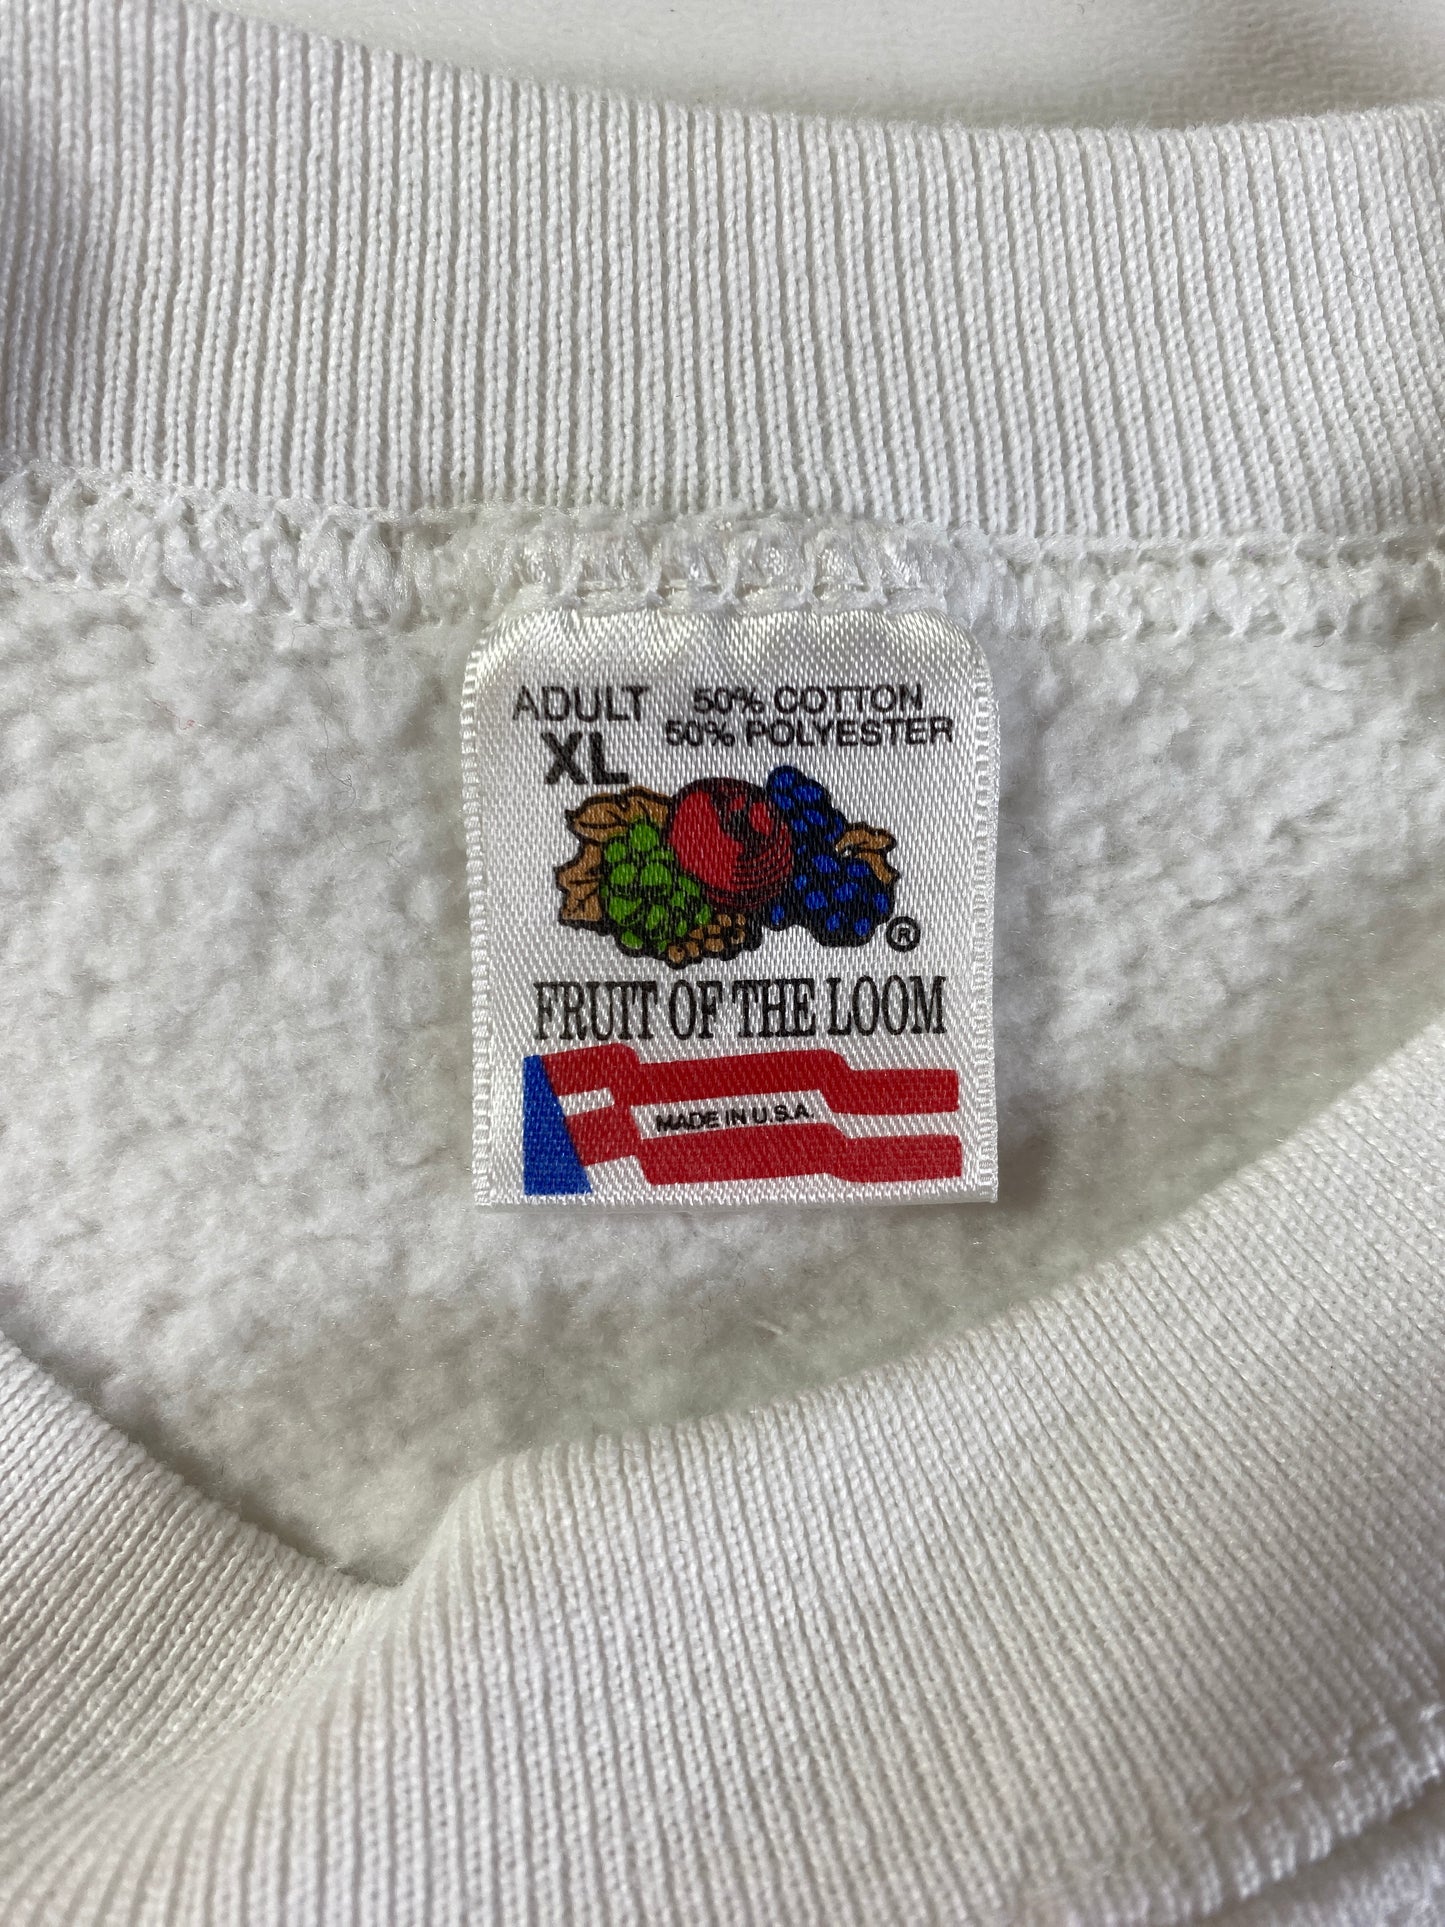 ADULT
XL
50% COTTON
50% POLYESTER
®
FRUIT OF THE LOOM
MADE IN U.S.A.